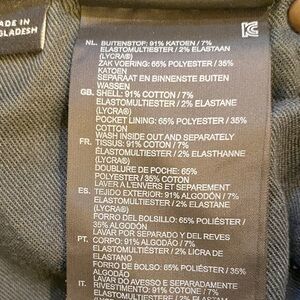 MADE IN
BANGLADESH
NL. BUITENSTOF: 91% KATOEN / 7%
ELASTOMULTIESTER / 2% ELASTAAN
(LYCRA®)
ZAK VOERING: 65% POLYESTER / 35%
KATOEN
SEPARAAT EN BINNENSTE BUITEN
WASSEN
GB. SHELL: 91% COTTON / 7%
ELASTOMULTIESTER / 2% ELASTANE
(LYCRA®)
POCKET LINING: 65% POLYESTER / 35%
COTTON
WASH INSIDE OUT AND SEPARATELY
FR. TISSUS: 91% COTON / 7%
ELASTOMULTIESTER / 2% ELASTHANNE
(LYCRA®)
DOUBLURE DE POCHE: 65%
POLYESTER / 35% COTON
LAVER A L'ENVERS ET SEPAREMENT
ES. TEJIDO EXTERIOR: 91% ALGODÓN / 7%
ELASTOMULTIESTER / 2% ELASTANE
(LYCRA®)
FORRO DEL BOLSILLO: 65% POLIÉSTER /
35% ALGODÓN
LAVAR POR SEPARADO Y DEL REVES
PT. CORPO: 91% ALGODÃO / 7%
ELASTOMULTIESTER / 2% LICRA DE
ELASTANO
FORRO DE BOLSO: 65% POLIÉSTER / 35%
ALGODÃO
LAVAR DO AVESSO E SEPARADAMENTE
IT. RIVESTIMENTO: 91% COTONE / 7%